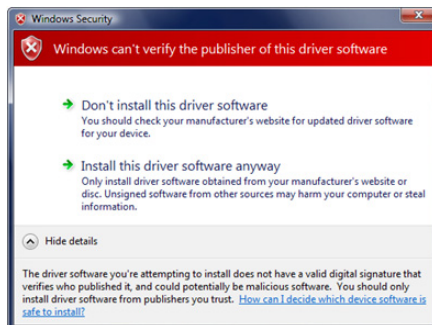 Windows Security
Windows can't verify the publisher of this driver software
Don't install this driver software
You should check your manufacturer's website for updated driver software
for your device.
Install this driver software anyway
Only install driver software obtained from your manufacturer's website or
disc. Unsigned software from other sources may harm your computer or steal
information.
Hide details
The driver software you're attempting to install does not have a valid digital signature that
verifies who published it, and could potentially be malicious software. You should only
install driver software from publishers you trust. How can I decide which device software is
safe to install?